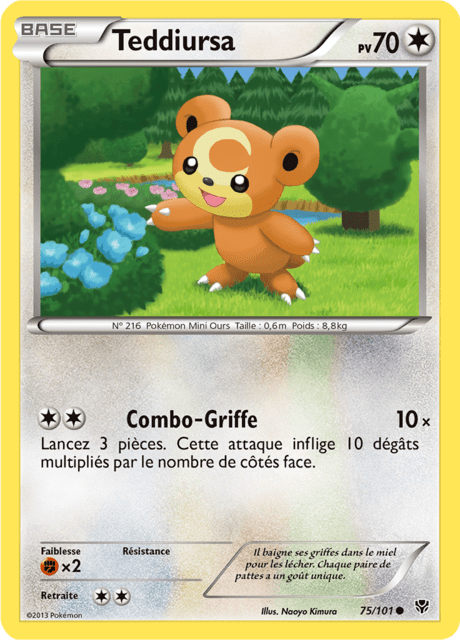 BASE
Teddiursa
PV70
N° 216 Pokémon Mini Ours Taille : 0,6m Poids : 8,8kg
Combo-Griffe 10×
Lancez 3 pièces. Cette attaque inflige 10 dégâts
multipliés par le nombre de côtés face.
Faiblesse Résistance
×2
Il baigne ses griffes dans le miel
pour les lécher. Chaque paire de
pattes a un goût unique.
Retraite
©2013 Pokémon
Illus. Naoyo Kimura
75/101